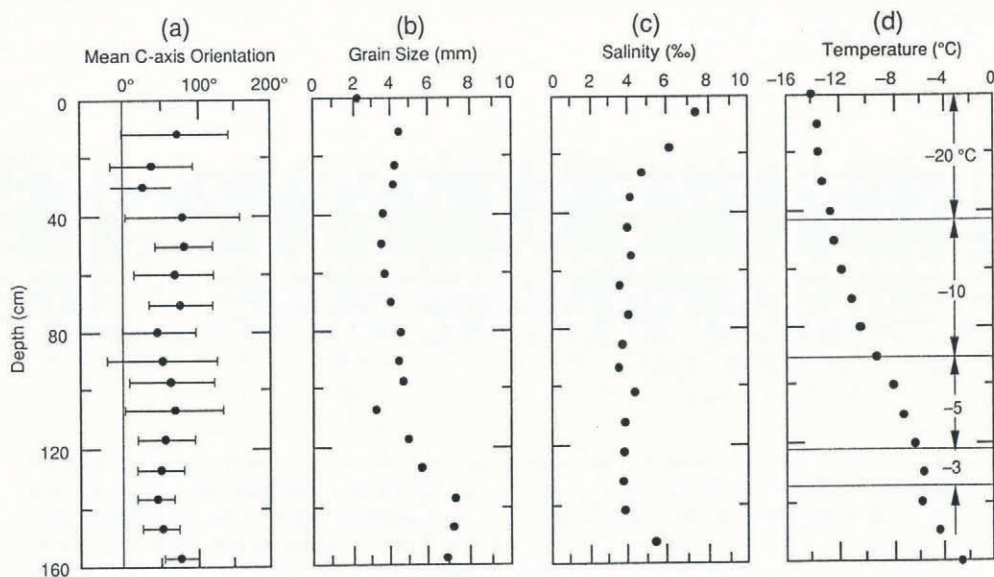 (a)
Mean C-axis Orientation
0° 100° 200°
(b)
Grain Size (mm)
0 2 4 6 8 10
(c)
Salinity (‰)
0 2 4 6 8 10
(d)
Temperature (°C)
-16 -12 -8 -4 0
Depth (cm)
0
40
80
120
160
-20 °C
-10
-5
-3